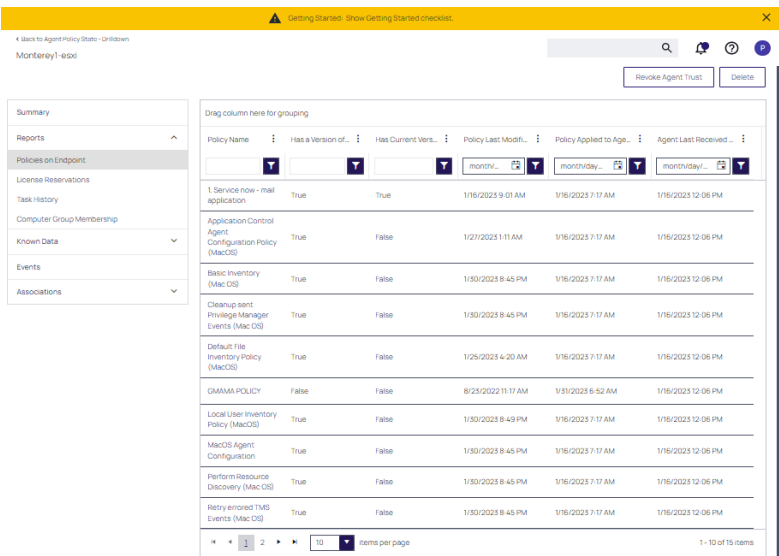 Getting Started: Show Getting Started checklist.
Back to Agent Policy State - Drilldown
Monterey1-esxi
P
Revoke Agent Trust
Delete
Summary
Reports
Policies on Endpoint
License Reservations
Task History
Computer Group Membership
Known Data
Events
Associations
Drag column here for grouping
Policy Name Has a Version of... Has Current Vers... Policy Last Modifi... Policy Applied to Age... Agent Last Received ...
month/... month/day... month/day/...
1. Service now - mail
application
True True 1/16/2023 9:01 AM 1/16/2023 7:17 AM 1/16/2023 12:06 PM
Application Control
Agent
Configuration Policy
(MacOS)
True False 1/27/2023 1:11 AM 1/16/2023 7:17 AM 1/16/2023 12:06 PM
Basic Inventory
(Mac OS)
True False 1/30/2023 8:45 PM 1/16/2023 7:17 AM 1/16/2023 12:06 PM
Cleanup sent
Privilege Manager
Events (Mac OS)
True False 1/30/2023 8:45 PM 1/16/2023 7:17 AM 1/16/2023 12:06 PM
Default File
Inventory Policy
(MacOS)
True False 1/25/2023 4:20 AM 1/16/2023 7:17 AM 1/16/2023 12:06 PM
GMAMA POLICY False False 8/23/2022 11:17 AM 1/31/2023 6:52 AM 1/16/2023 12:06 PM
Local User Inventory
Policy (MacOS)
True False 1/30/2023 8:49 PM 1/16/2023 7:17 AM 1/16/2023 12:06 PM
MacOS Agent
Configuration
True False 1/30/2023 8:45 PM 1/16/2023 7:17 AM 1/16/2023 12:06 PM
Perform Resource
Discovery (Mac OS)
True False 1/30/2023 8:45 PM 1/16/2023 7:17 AM 1/16/2023 12:06 PM
Retry errored TMS
Events (Mac OS)
True False 1/30/2023 8:45 PM 1/16/2023 7:17 AM 1/16/2023 12:06 PM
1 2 10 items per page 1 - 10 of 15 items